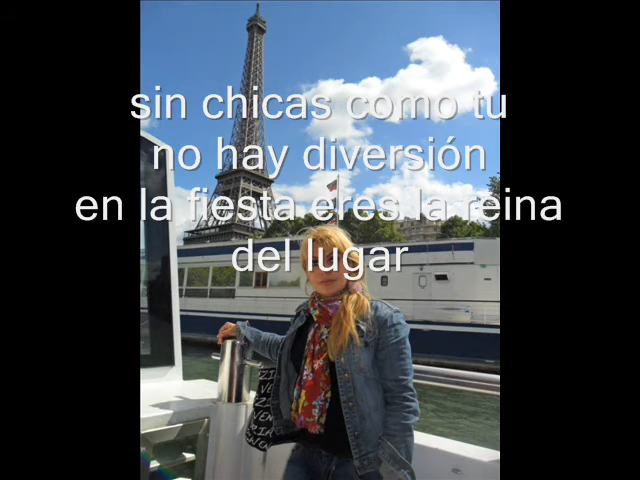 sin chicas como tu
no hay diversión
en la fiesta eres la reina
del lugar